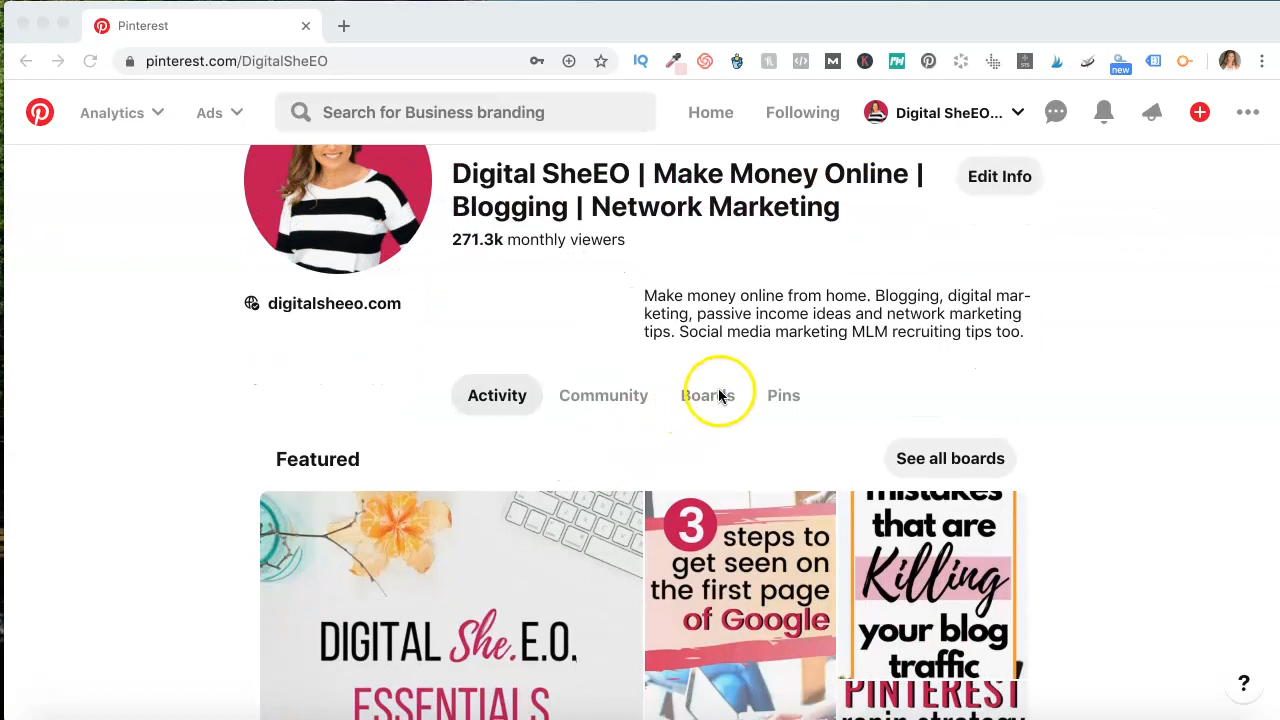 Pinterest
pinterest.com/DigitalSheEO
new
Analytics
Ads
Search for Business branding
Home
Following
Digital SheEO...
Digital SheEO | Make Money Online |
Blogging | Network Marketing
Edit Info
271.3k monthly viewers
digitalsheeo.com
Make money online from home. Blogging, digital mar-
keting, passive income ideas and network marketing
tips. Social media marketing MLM recruiting tips too.
Activity
Community
Boards
Pins
Featured
See all boards
DIGITAL She.E.O.
ESSENTIALS
3 steps to
get seen on
the first page
of Google
mistakes
that are
Killing
your blog
traffic
PINTEREST
repin strategy
?